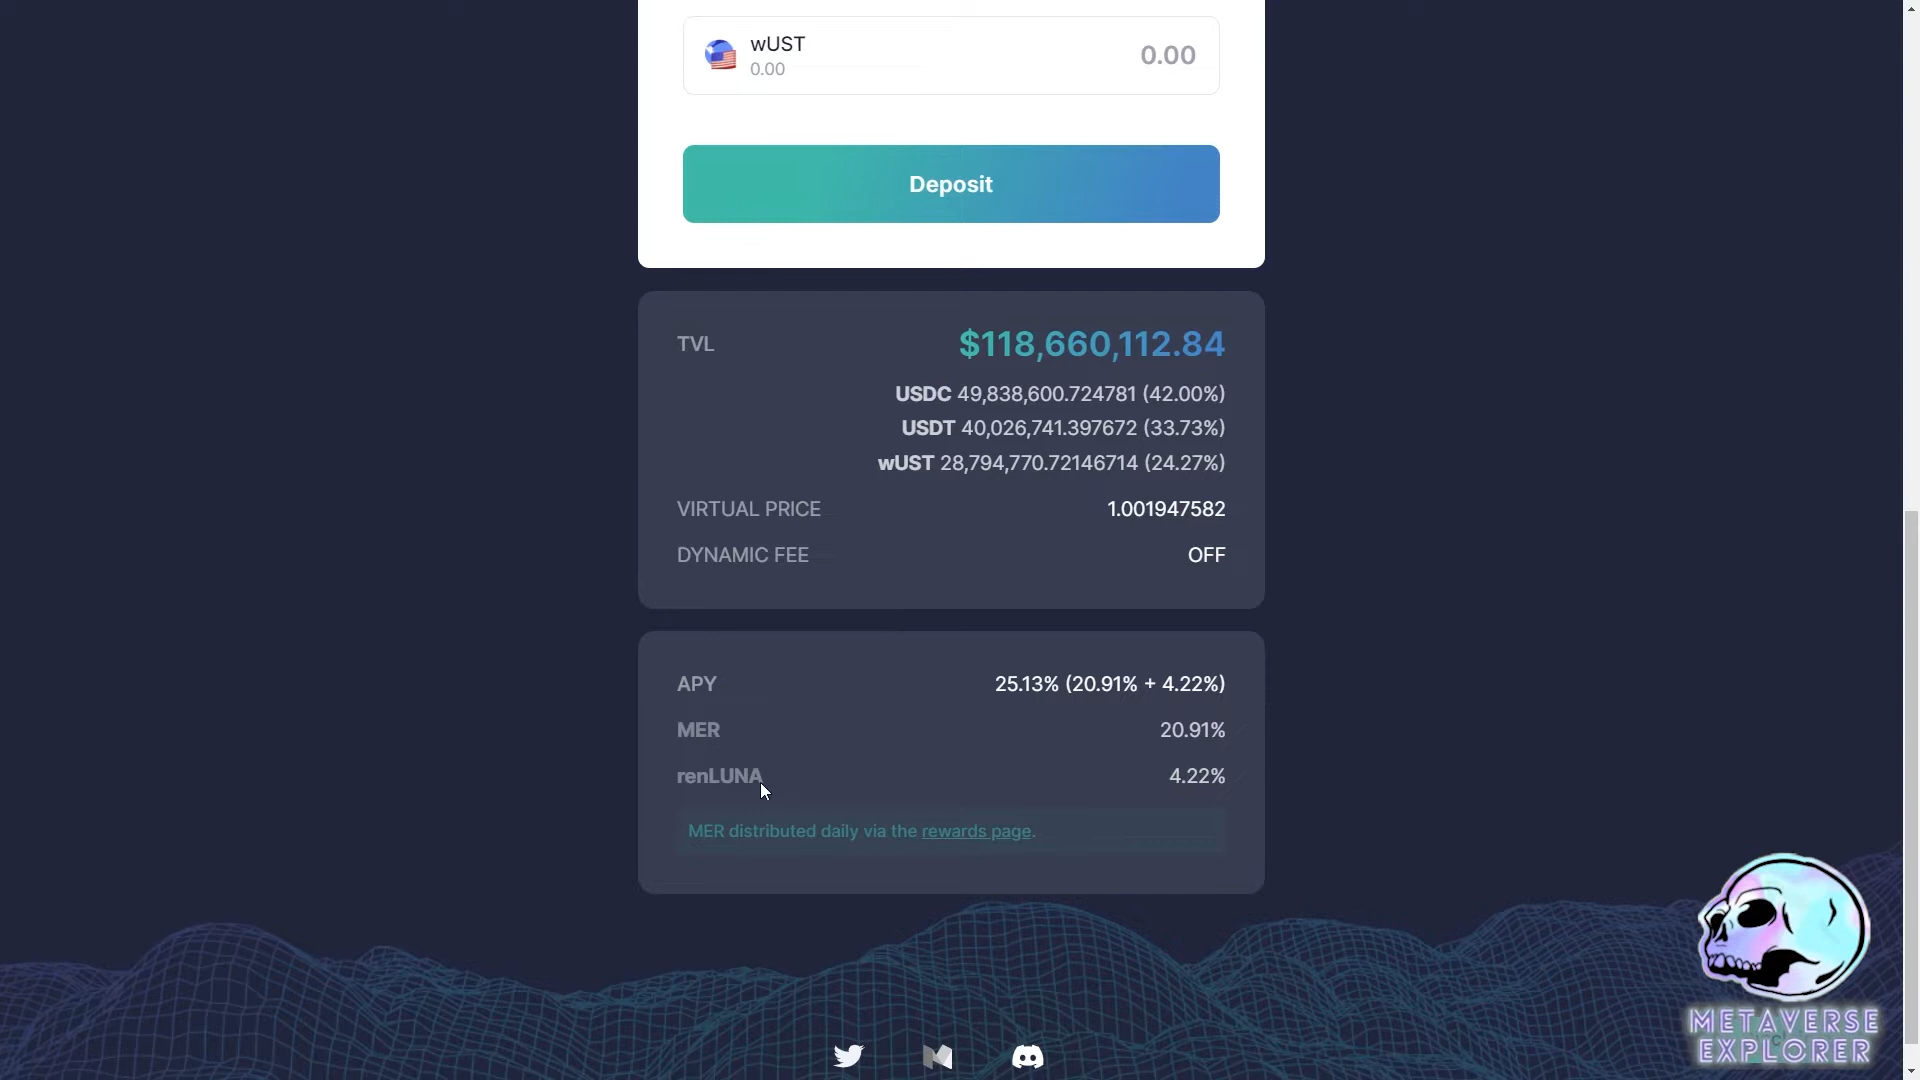 wUST
0.00
0.00
Deposit
TVL
$118,660,112.84
USDC 49,838,600.724781 (42.00%)
USDT 40,026,741.397672 (33.73%)
wUST 28,794,770.72146714 (24.27%)
VIRTUAL PRICE
1.001947582
DYNAMIC FEE
OFF
APY
25.13% (20.91% + 4.22%)
MER
20.91%
renLUNA
4.22%
MER distributed daily via the rewards page.
METAVERSE
EXPLORER